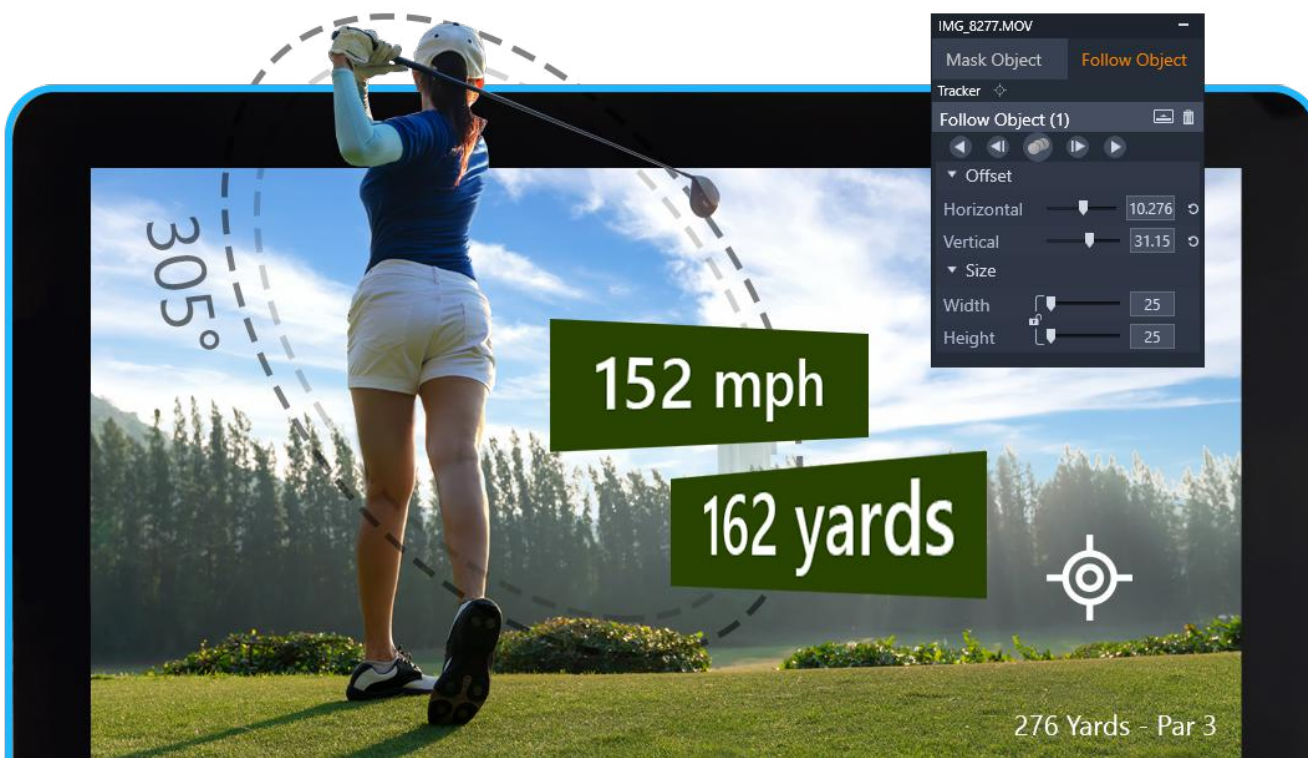 IMG_8277.MOV
Mask Object Follow Object
Tracker
Follow Object (1)
Offset
Horizontal 10.276
Vertical 31.15
Size
Width 25
Height 25
305°
152 mph
162 yards
276 Yards - Par 3